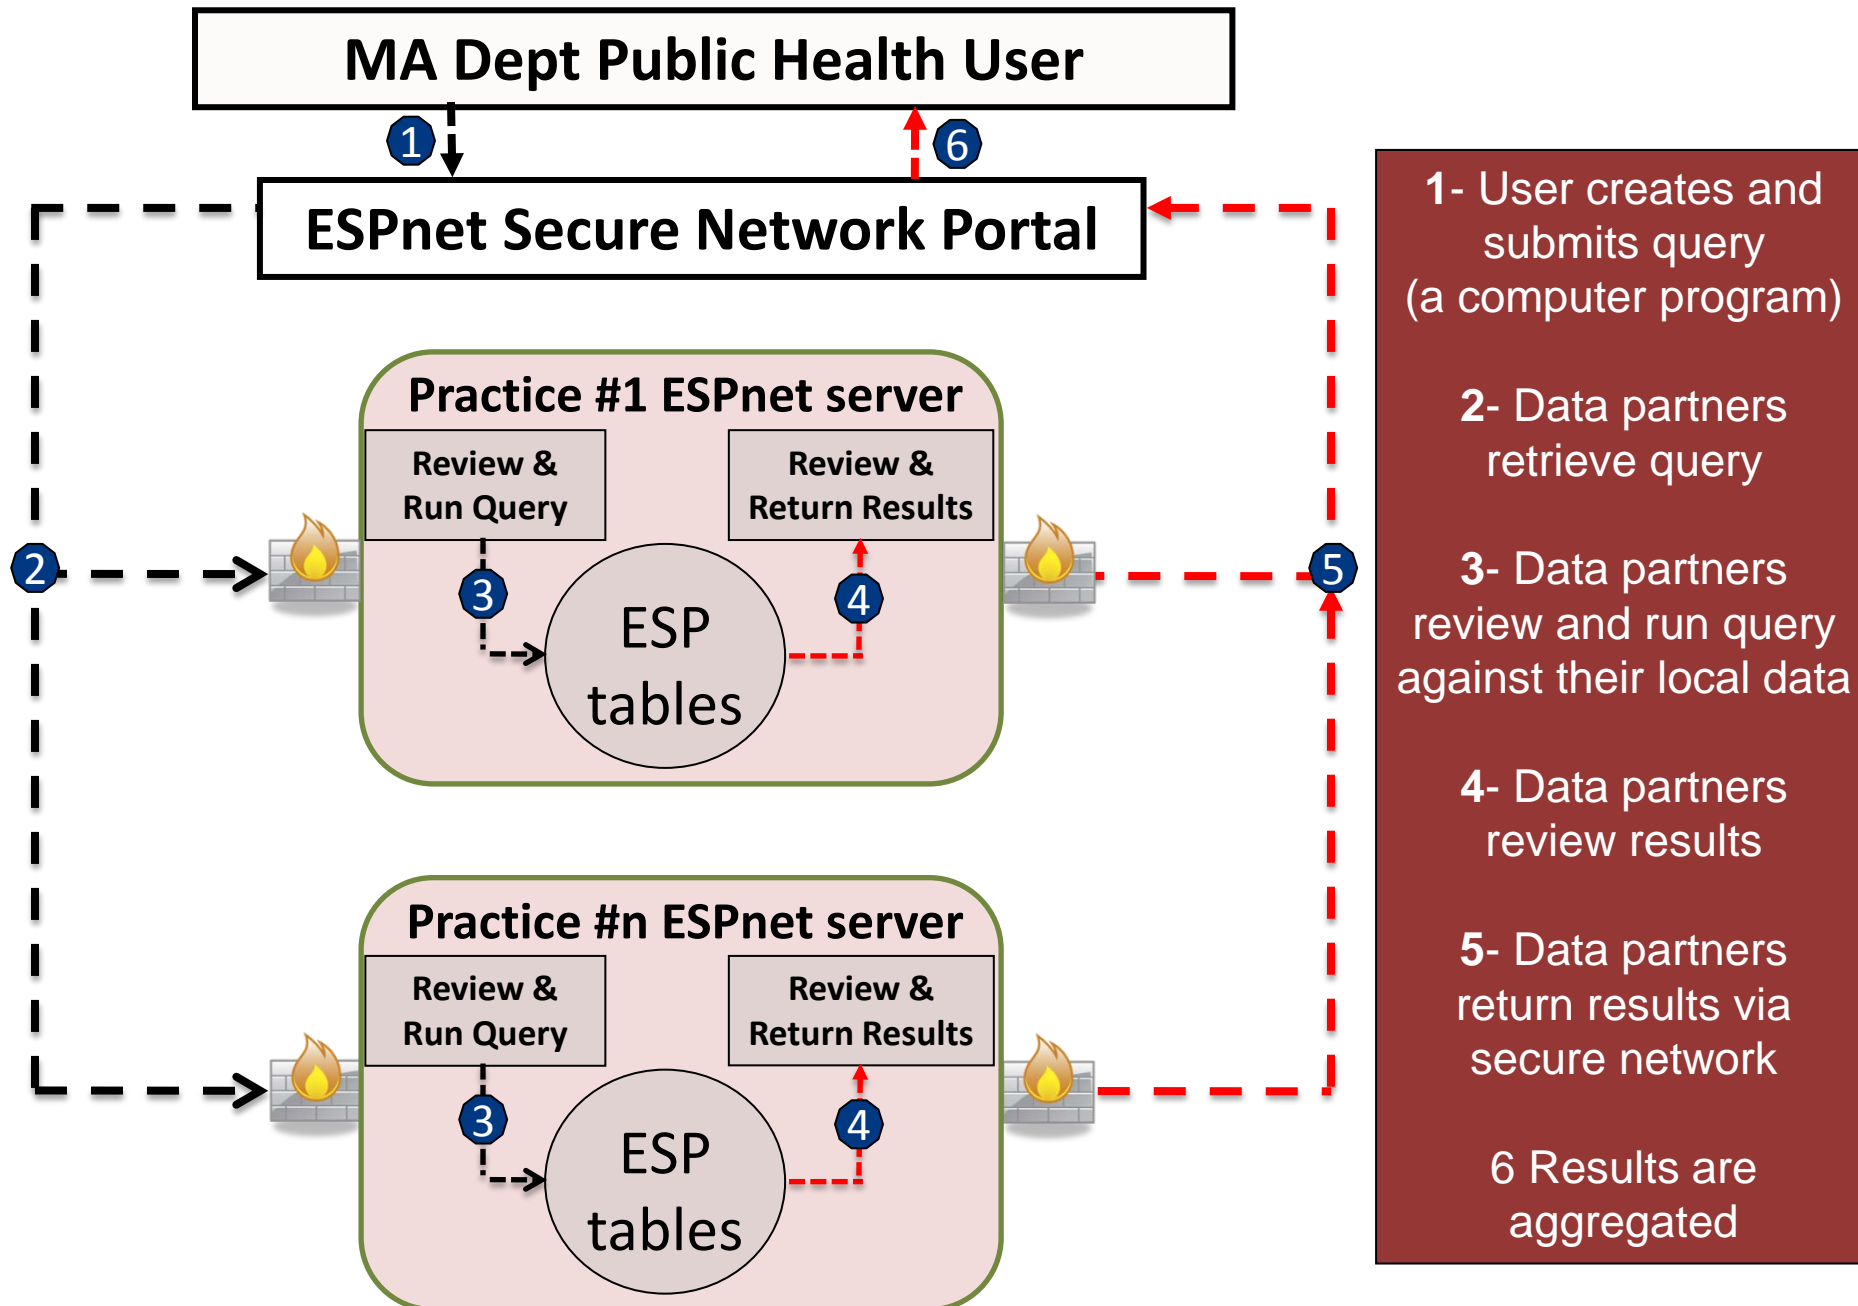 MA Dept Public Health User
1
6
ESPnet Secure Network Portal
2
Practice #1 ESPnet server
Review &
Run Query
Review &
Return Results
3
4
ESP
tables
5
Practice #n ESPnet server
Review &
Run Query
Review &
Return Results
3
4
ESP
tables
1- User creates and
submits query
(a computer program)
2- Data partners
retrieve query
3- Data partners
review and run query
against their local data
4- Data partners
review results
5- Data partners
return results via
secure network
6 Results are
aggregated